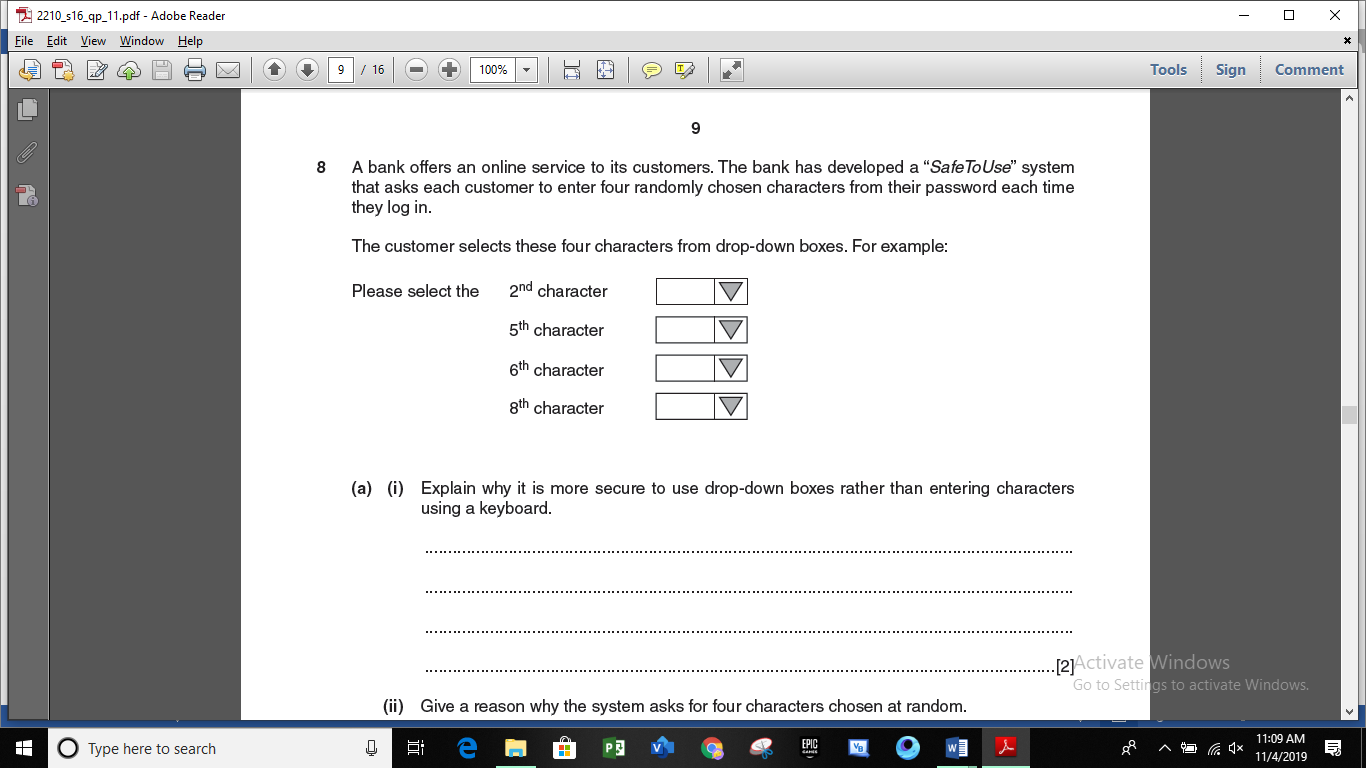 2210_s16_qp_11.pdf - Adobe Reader
File Edit View Window Help
9 / 16 100% Tools Sign Comment
9
8 A bank offers an online service to its customers. The bank has developed a “SafeToUse” system
that asks each customer to enter four randomly chosen characters from their password each time
they log in.
The customer selects these four characters from drop-down boxes. For example:
Please select the 2nd character
5th character
6th character
8th character
(a) (i) Explain why it is more secure to use drop-down boxes rather than entering characters
using a keyboard.
[2]
Activate Windows
Go to Settings to activate Windows.
(ii) Give a reason why the system asks for four characters chosen at random.
Type here to search
11:09 AM
11/4/2019